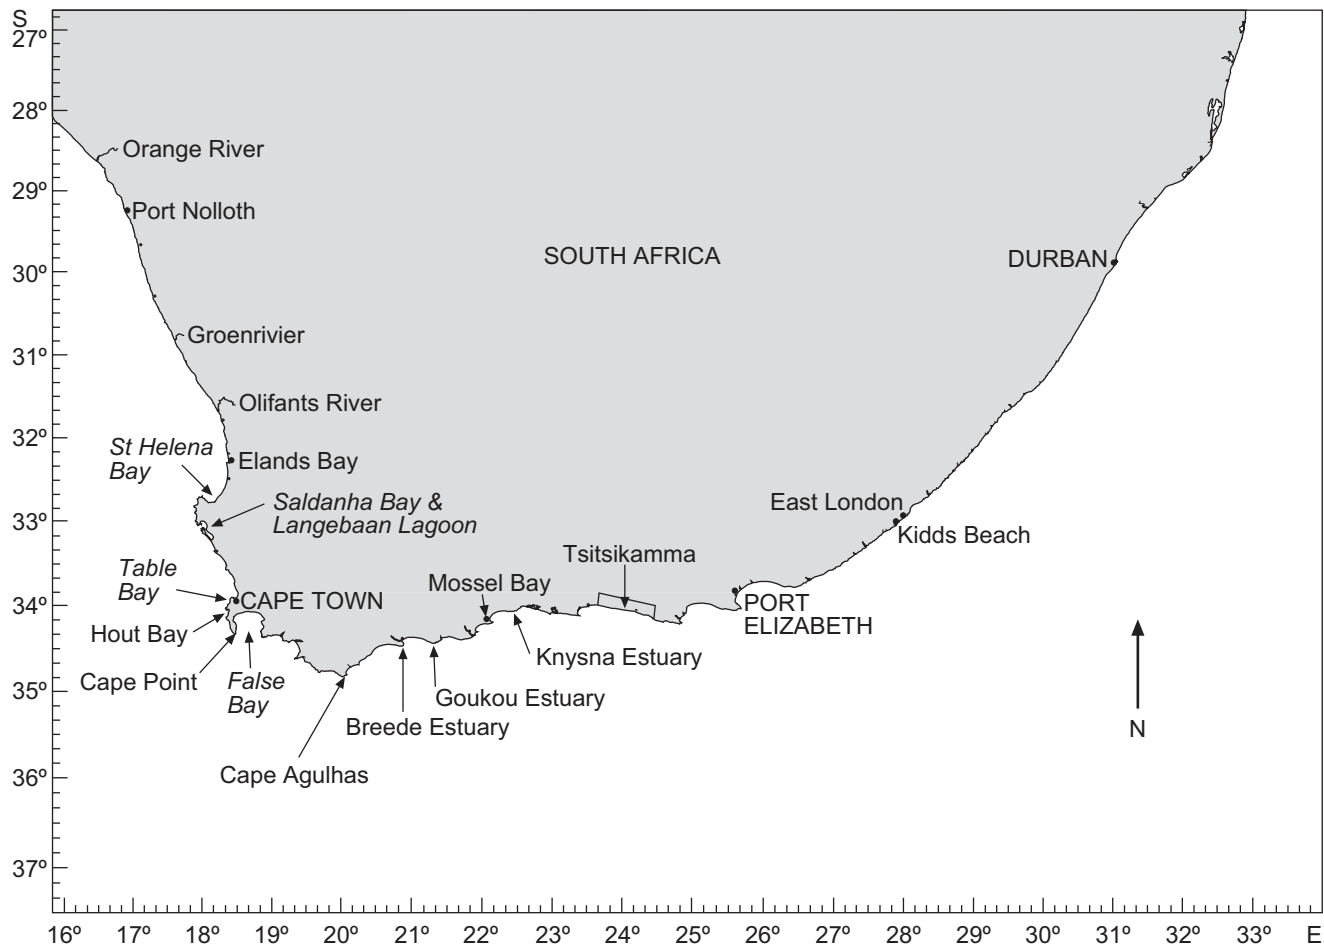 S
27º
28º
Orange River
29º
Port Nolloth
SOUTH AFRICA
DURBAN
30º
Groenrivier
31º
Olifants River
32º
St Helena
Bay
Elands Bay
Saldanha Bay &
Langebaan Lagoon
East London
33º
Kidds Beach
Tsitsikamma
Table
Bay
Mossel Bay
34º
CAPE TOWN
PORT
ELIZABETH
Hout Bay
Knysna Estuary
Cape Point
False
Bay
35º
Goukou Estuary
Breede Estuary
N
Cape Agulhas
36º
37º
16º 17º 18º 19º 20º 21º 22º 23º 24º 25º 26º 27º 28º 29º 30º 31º 32º 33º E